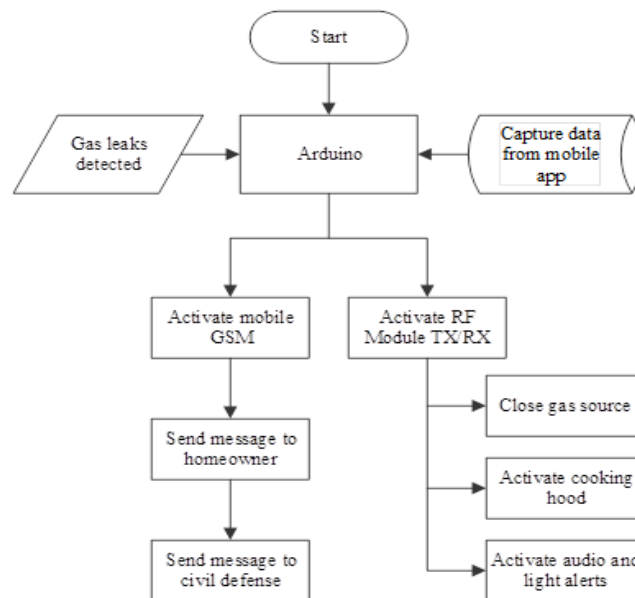 Start
Gas leaks
detected
Arduino
Capture data
from mobile
app
Activate mobile
GSM
Activate RF
Module TX/RX
Send message to
homeowner
Send message to
civil defense
Close gas source
Activate cooking
hood
Activate audio and
light alerts